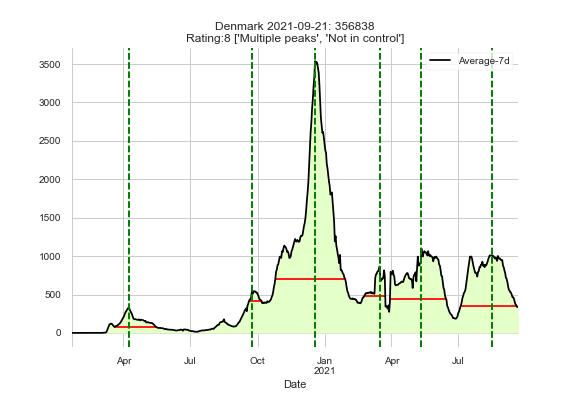 Denmark 2021-09-21: 356838
Rating:8 ['Multiple peaks', 'Not in control']
Average-7d
3500
3000
2500
2000
1500
1000
500
0
Apr Jul Oct Jan Apr Jul
2021
Date